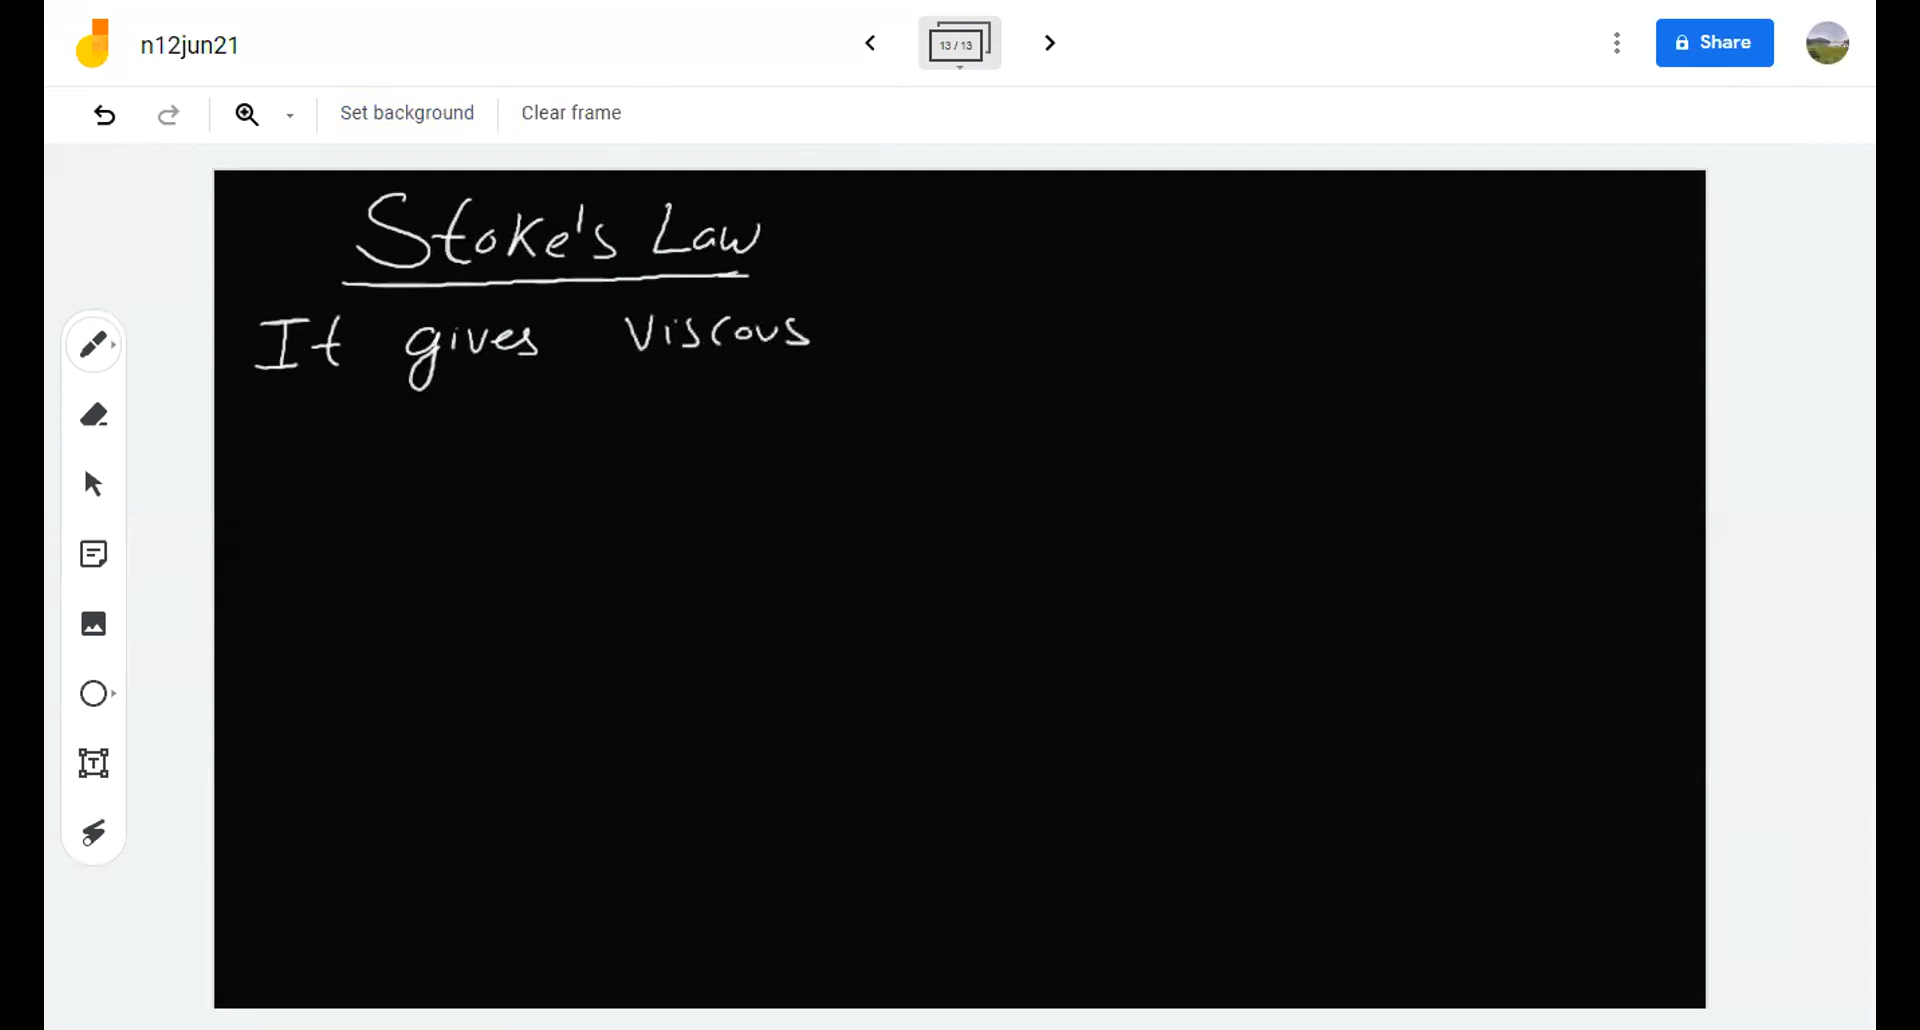 n12jun21
13 / 13
Share
Set background
Clear frame
Stoke's Law
It gives viscous